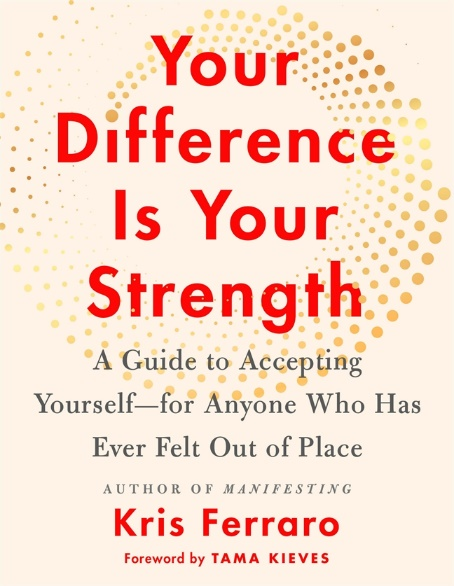 Your
Difference
Is Your
Strength
A Guide to Accepting
Yourself—for Anyone Who Has
Ever Felt Out of Place
AUTHOR OF MANIFESTING
Kris Ferraro
Foreword by TAMA KIEVES